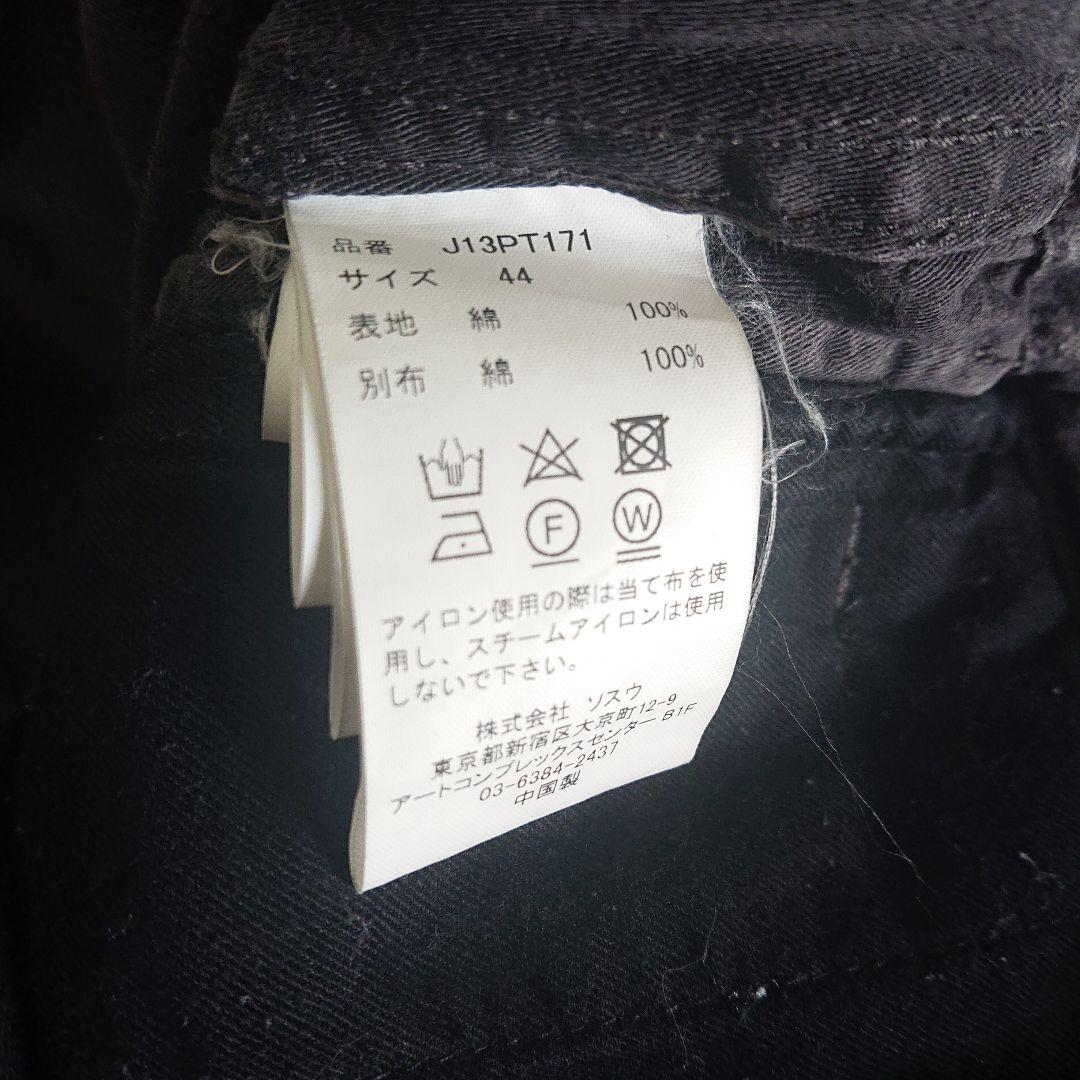 品番 J13PT171
サイズ 44
表地 綿 100%
別布 綿 100%
F W
アイロン使用の際は当て布を使
用し、スチームアイロンは使用
しないで下さい。
株式会社 ソスウ
東京都新宿区大京町12-9
アートコンプレックスセンター B1F
03-6384-2437
中国製